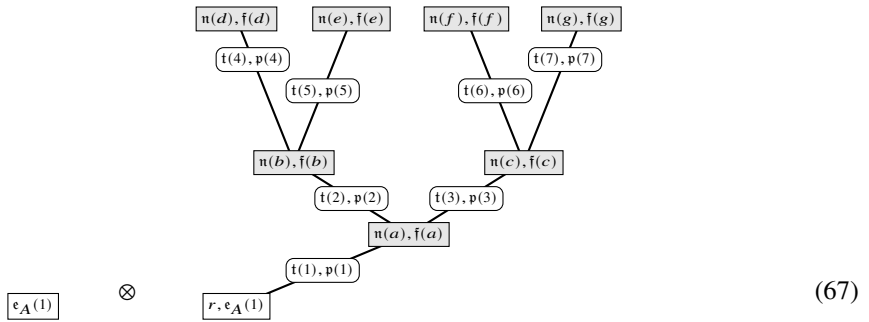 𝔫(d), 𝔣(d) 𝔫(e), 𝔣(e) 𝔫(f), 𝔣(f) 𝔫(g), 𝔣(g)
𝔱(4), 𝔭(4) 𝔱(7), 𝔭(7)
𝔱(5), 𝔭(5) 𝔱(6), 𝔭(6)
𝔫(b), 𝔣(b) 𝔫(c), 𝔣(c)
𝔱(2), 𝔭(2) 𝔱(3), 𝔭(3)
𝔫(a), 𝔣(a)
𝔱(1), 𝔭(1)
𝔢_A(1) ⊗ r, 𝔢_A(1) (67)